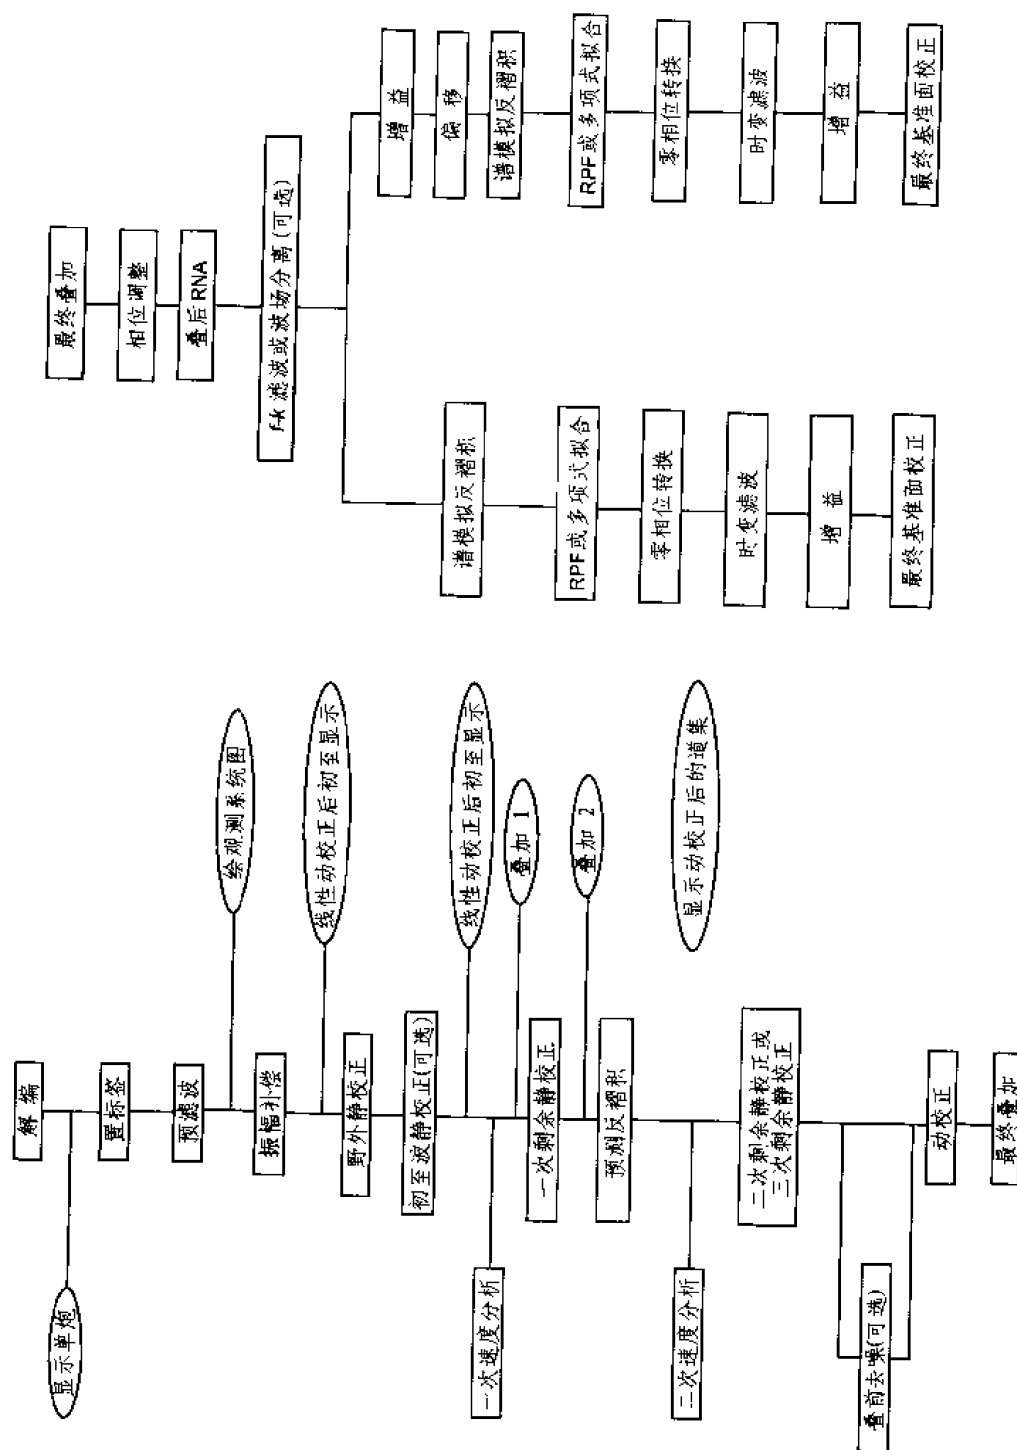 解编
显示单炮
置标签
预滤波
绘观测系统图
振幅补偿
线性动校正后初至显示
野外静校正
初至波静校正(可选)
线性动校正后初至显示
一次速度分析
叠加 1
一次剩余静校正
叠加 2
预测反褶积
二次速度分析
显示动校正后的道集
二次剩余静校正或
三次剩余静校正
叠前去噪(可选)
动校正
最终叠加
最终叠加
相位调整
叠后RNA
f-k 滤波或波场分离(可选)
谱模拟反褶积
RPF或多项式拟合
零相位转换
时变滤波
增益
最终基准面校正
增益
偏移
谱模拟反褶积
RPF或多项式拟合
零相位转换
时变滤波
增益
最终基准面校正